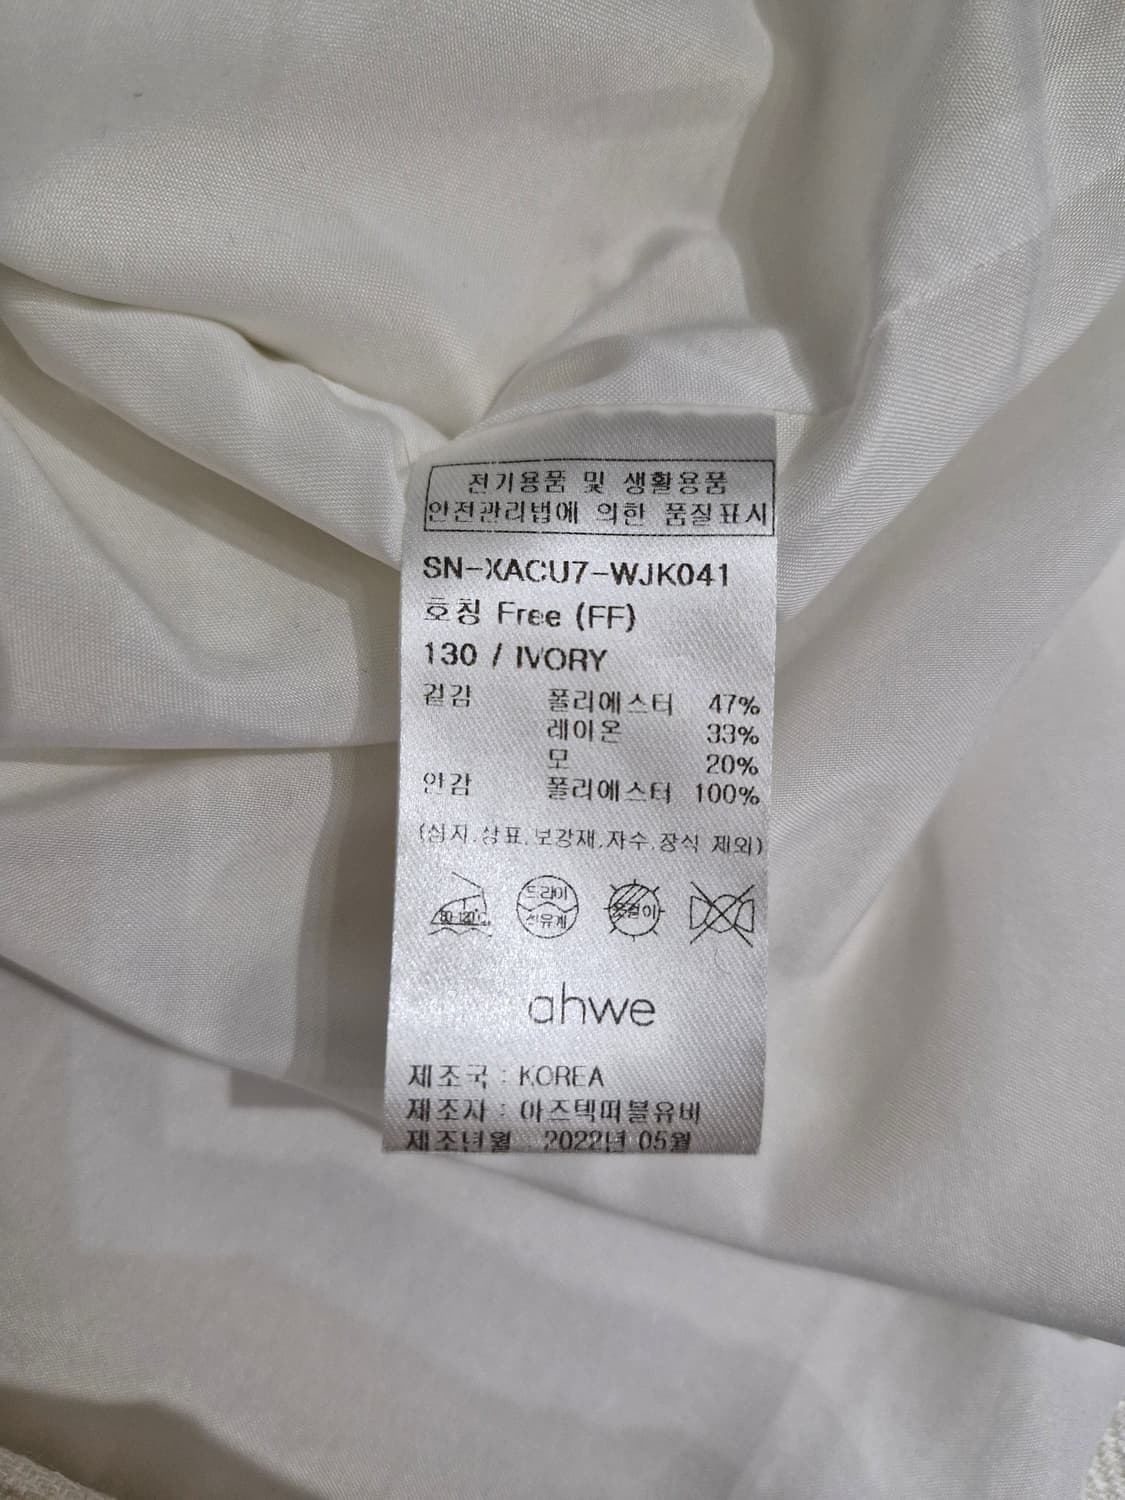 전기용품 및 생활용품
안전관리법에 의한 품질표시
SN-XACU7-WJK041
호칭 Free (FF)
130 / IVORY
겉감 폴리에스터 47%
레이온 33%
모 20%
안감 폴리에스터 100%
(심지,상표,보강재,자수,장식 제외)
80-120℃
드라이
석유계
옷걸이
ahwe
제조국 : KOREA
제조자 : 아즈텍떠블유비
제조년월 : 2022년 05월